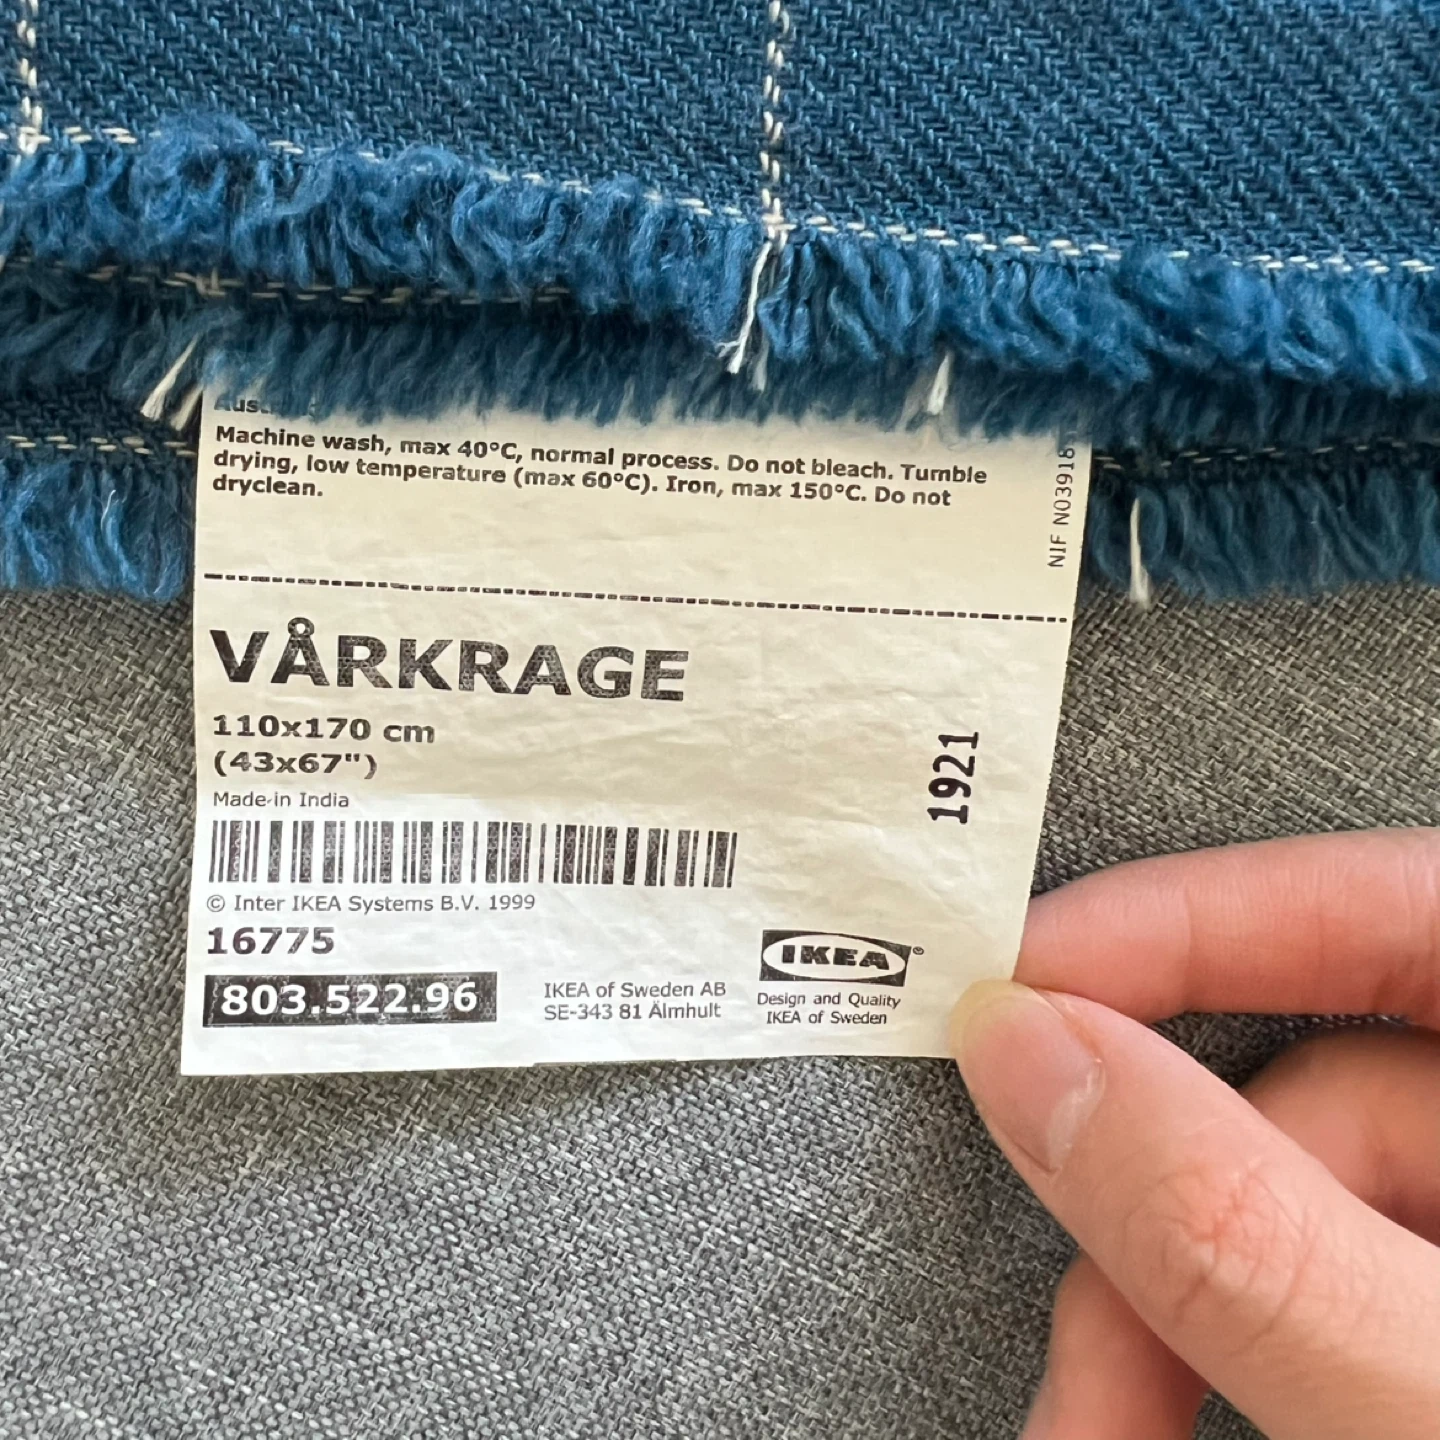 Machine wash, max 40°C, normal process. Do not bleach. Tumble
drying, low temperature (max 60°C). Iron, max 150°C. Do not
dryclean.
NIF N03918
VÅRKRAGE
110x170 cm
(43x67")
Made in India
1921
© Inter IKEA Systems B.V. 1999
16775
803.522.96
IKEA of Sweden AB
SE-343 81 Älmhult
IKEA®
Design and Quality
IKEA of Sweden